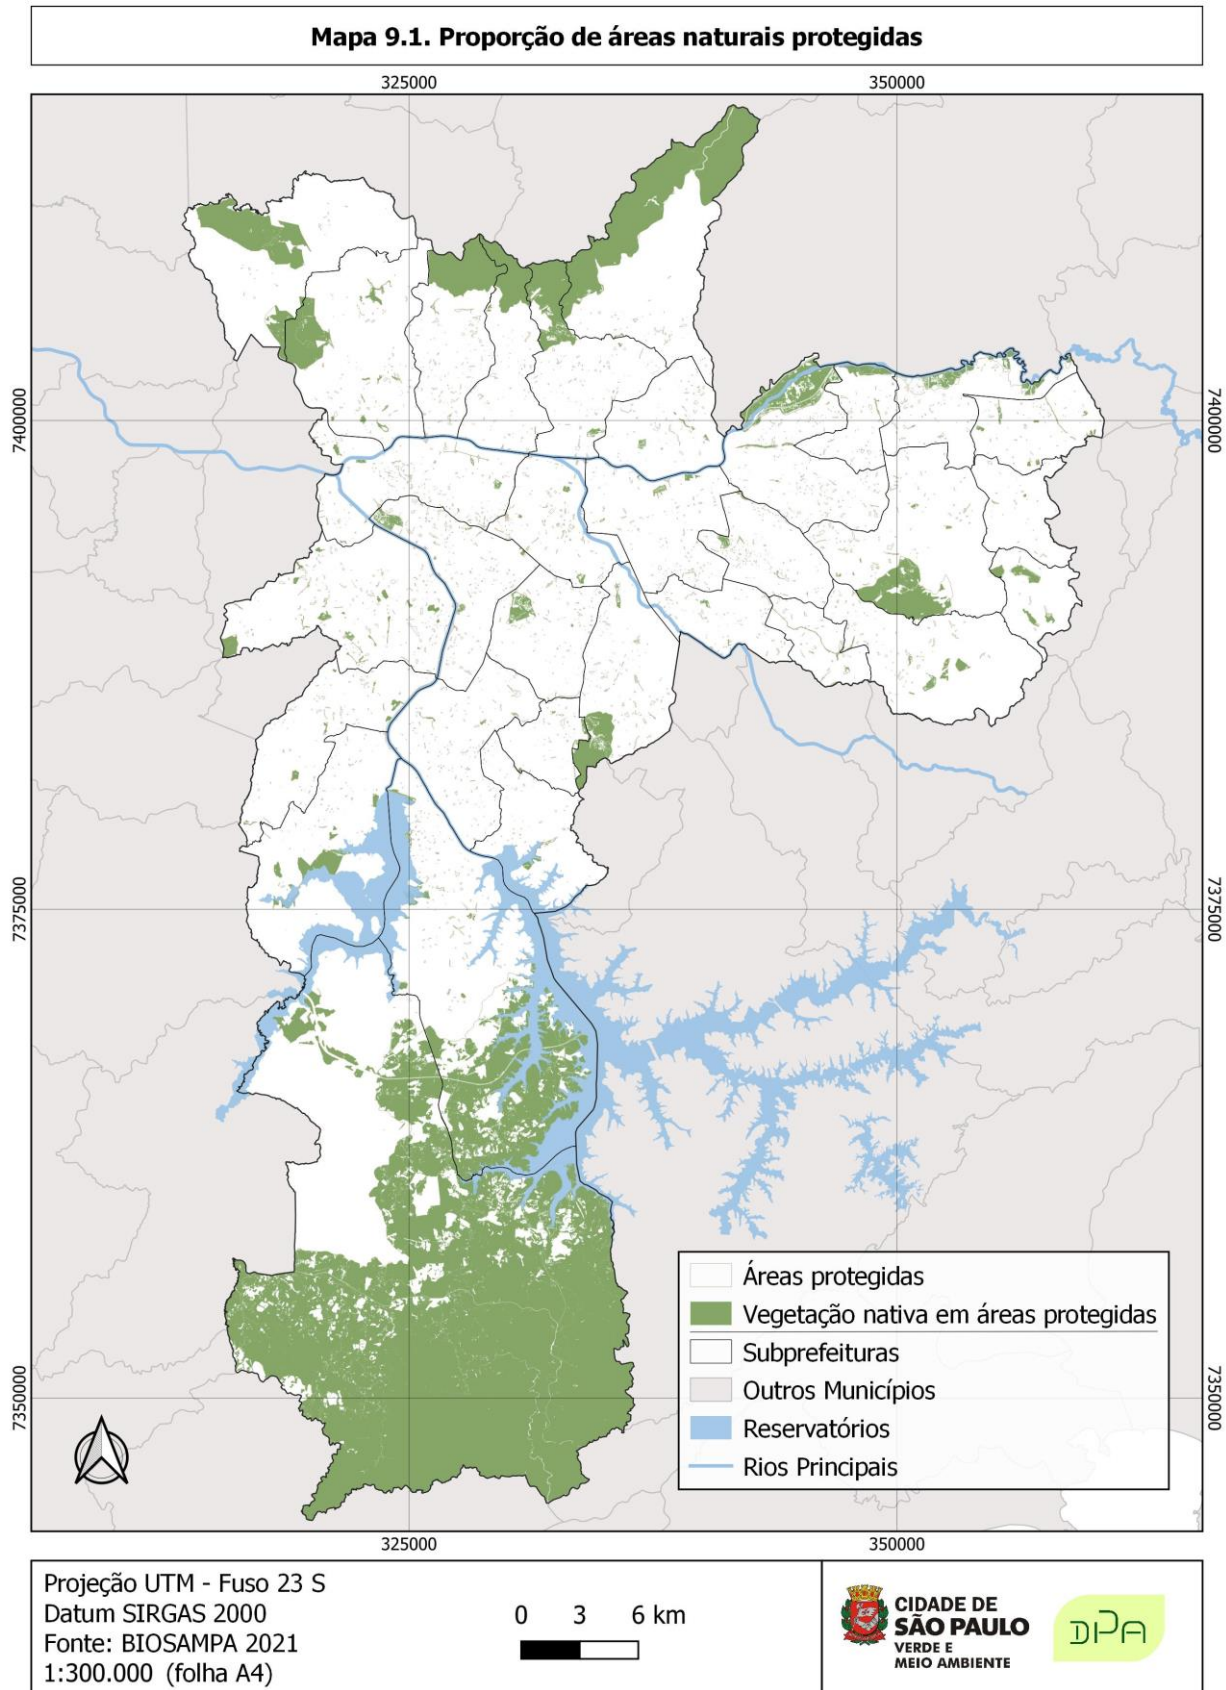 Mapa 9.1. Proporção de áreas naturais protegidas
325000
350000
7400000
7400000
7375000
7375000
7350000
7350000
Áreas protegidas
Vegetação nativa em áreas protegidas
Subprefeituras
Outros Municípios
Reservatórios
Rios Principais
325000
350000
Projeção UTM - Fuso 23 S
Datum SIRGAS 2000
Fonte: BIOSAMPA 2021
1:300.000 (folha A4)
0 3 6 km
CIDADE DE
SÃO PAULO
VERDE E
MEIO AMBIENTE
DPA